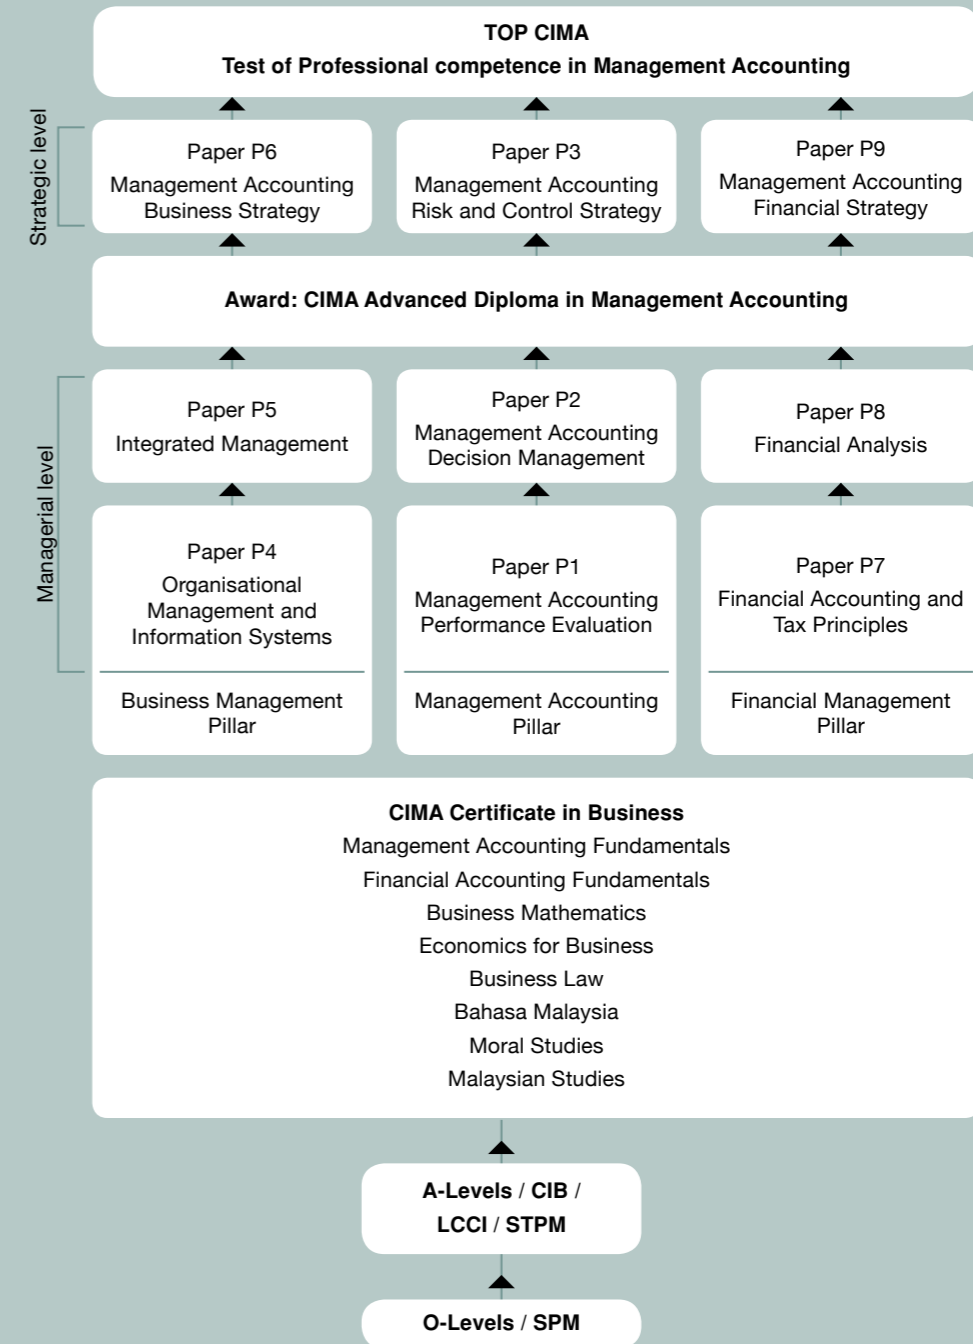 TOP CIMA
Test of Professional competence in Management Accounting
Strategic level
Paper P6
Management Accounting
Business Strategy
Paper P3
Management Accounting
Risk and Control Strategy
Paper P9
Management Accounting
Financial Strategy
Award: CIMA Advanced Diploma in Management Accounting
Managerial level
Paper P5
Integrated Management
Paper P2
Management Accounting
Decision Management
Paper P8
Financial Analysis
Paper P4
Organisational
Management and
Information Systems
Business Management
Pillar
Paper P1
Management Accounting
Performance Evaluation
Management Accounting
Pillar
Paper P7
Financial Accounting and
Tax Principles
Financial Management
Pillar
CIMA Certificate in Business
Management Accounting Fundamentals
Financial Accounting Fundamentals
Business Mathematics
Economics for Business
Business Law
Bahasa Malaysia
Moral Studies
Malaysian Studies
A-Levels / CIB /
LCCI / STPM
O-Levels / SPM